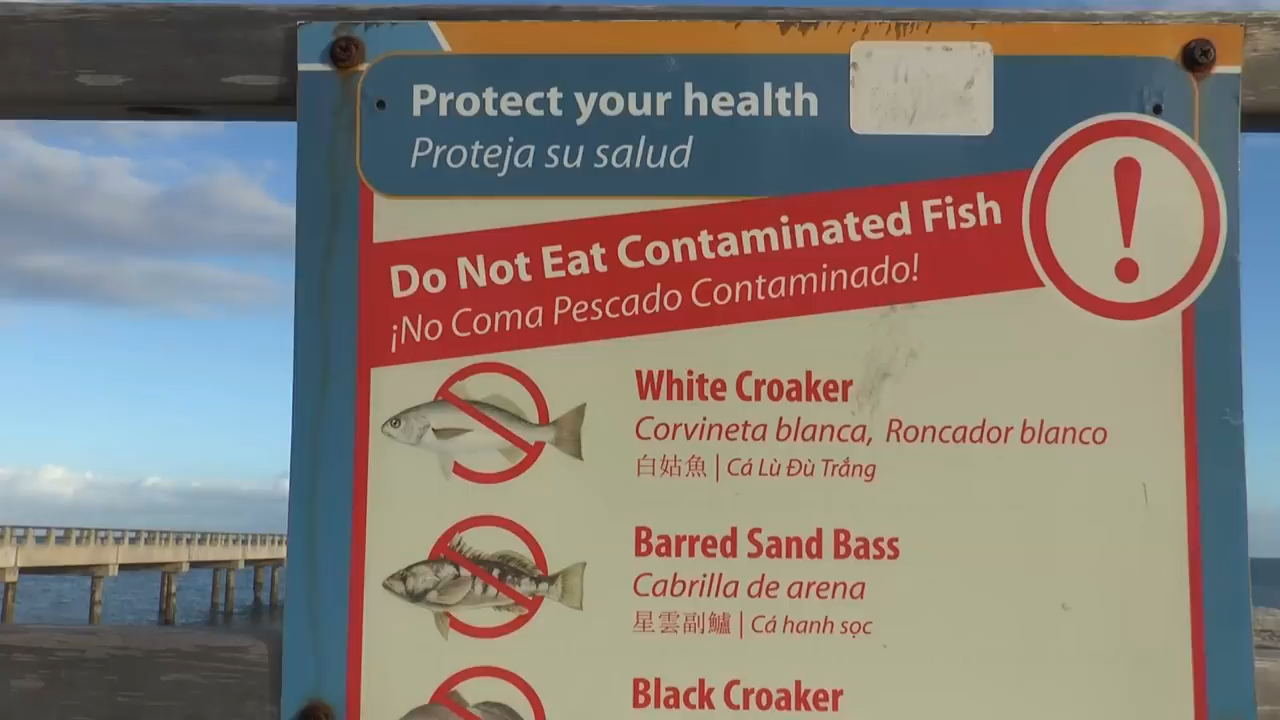 Protect your health
Proteja su salud
Do Not Eat Contaminated Fish
¡No Coma Pescado Contaminado!
White Croaker
Corvineta blanca, Roncador blanco
白姑魚 | Cá Lù Đù Trắng
Barred Sand Bass
Cabrilla de arena
星雲副鱸 | Cá hanh sọc
Black Croaker